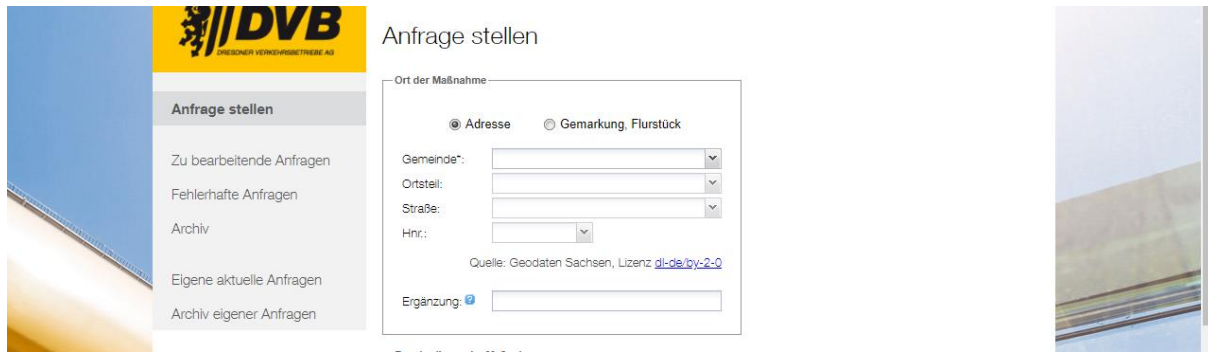 DVB
DRESDNER VERKEHRSBETRIEBE AG
Anfrage stellen
Zu bearbeitende Anfragen
Fehlerhafte Anfragen
Archiv
Eigene aktuelle Anfragen
Archiv eigener Anfragen
Anfrage stellen
Ort der Maßnahme
Adresse Gemarkung, Flurstück
Gemeinde*:
Ortsteil:
Straße:
Hnr.:
Quelle: Geodaten Sachsen, Lizenz dl-de/by-2-0
Ergänzung: ?